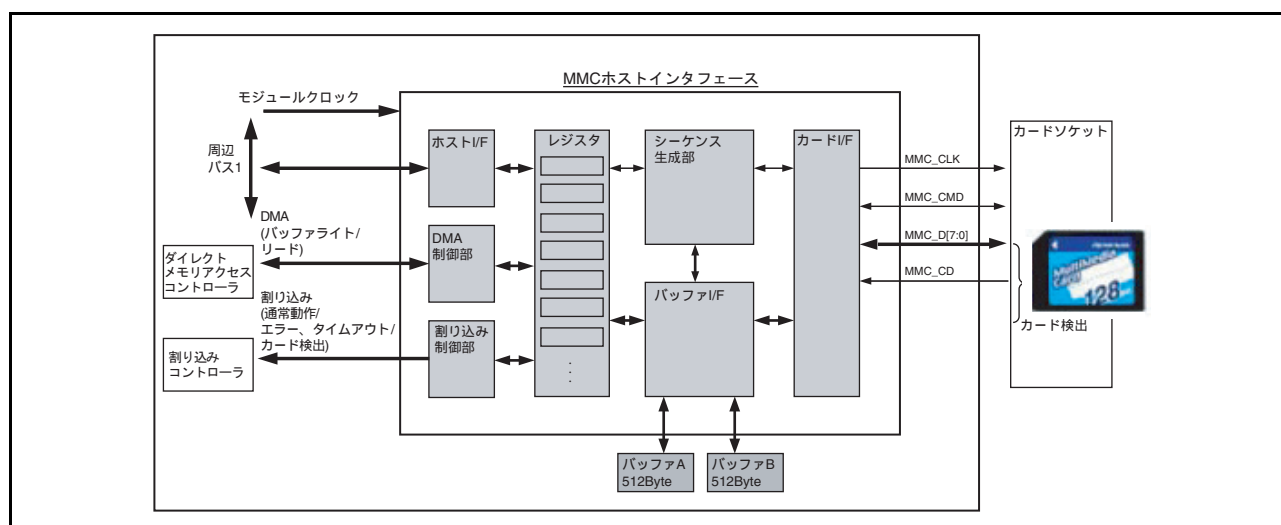 MMCホストインタフェース
モジュールクロック
周辺
バス1
ホストI/F
レジスタ
シーケンス
生成部
カードI/F
カードソケット
MMC_CLK
MMC_CMD
MMC_D[7:0]
MMC_CD
DMA
(バッファライト/
リード)
ダイレクト
メモリアクセス
コントローラ
DMA
制御部
バッファI/F
MultiMedia
Card
128
カード検出
割り込み
(通常動作/
エラー、タイムアウト/
カード検出)
割り込み
コントローラ
割り込み
制御部
バッファA
512Byte
バッファB
512Byte